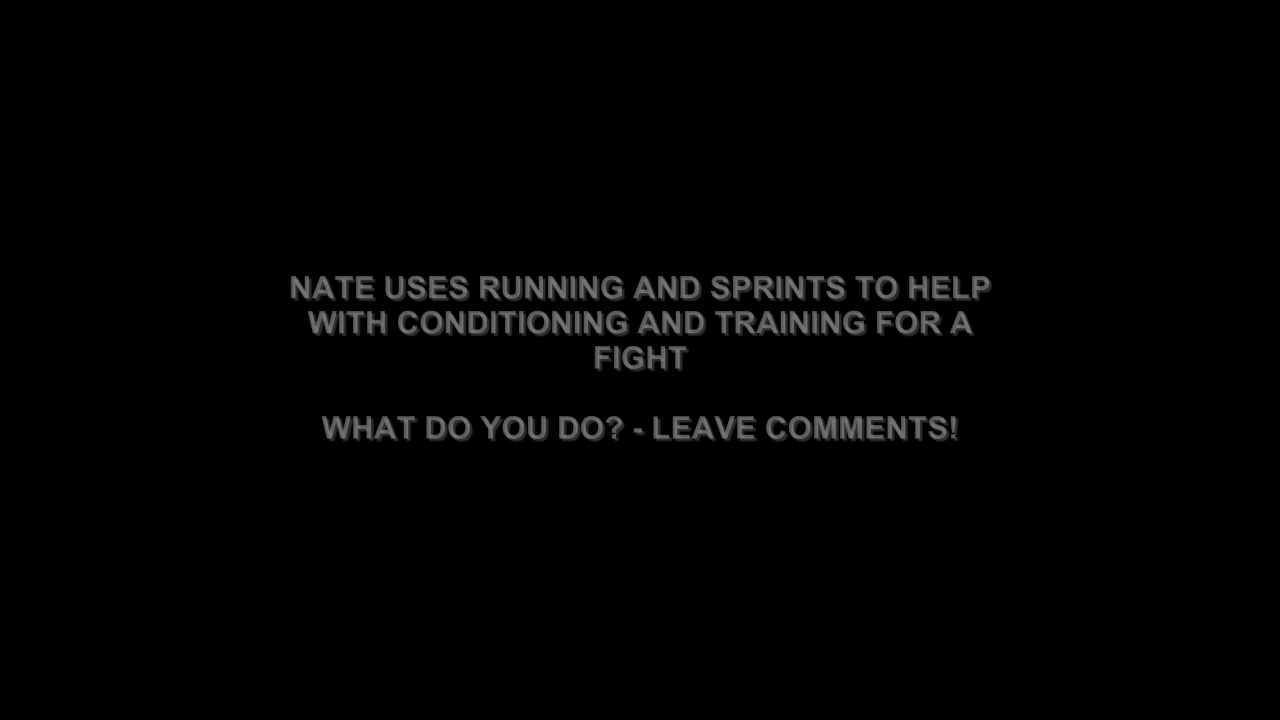 NATE USES RUNNING AND SPRINTS TO HELP
WITH CONDITIONING AND TRAINING FOR A
FIGHT
WHAT DO YOU DO? - LEAVE COMMENTS!